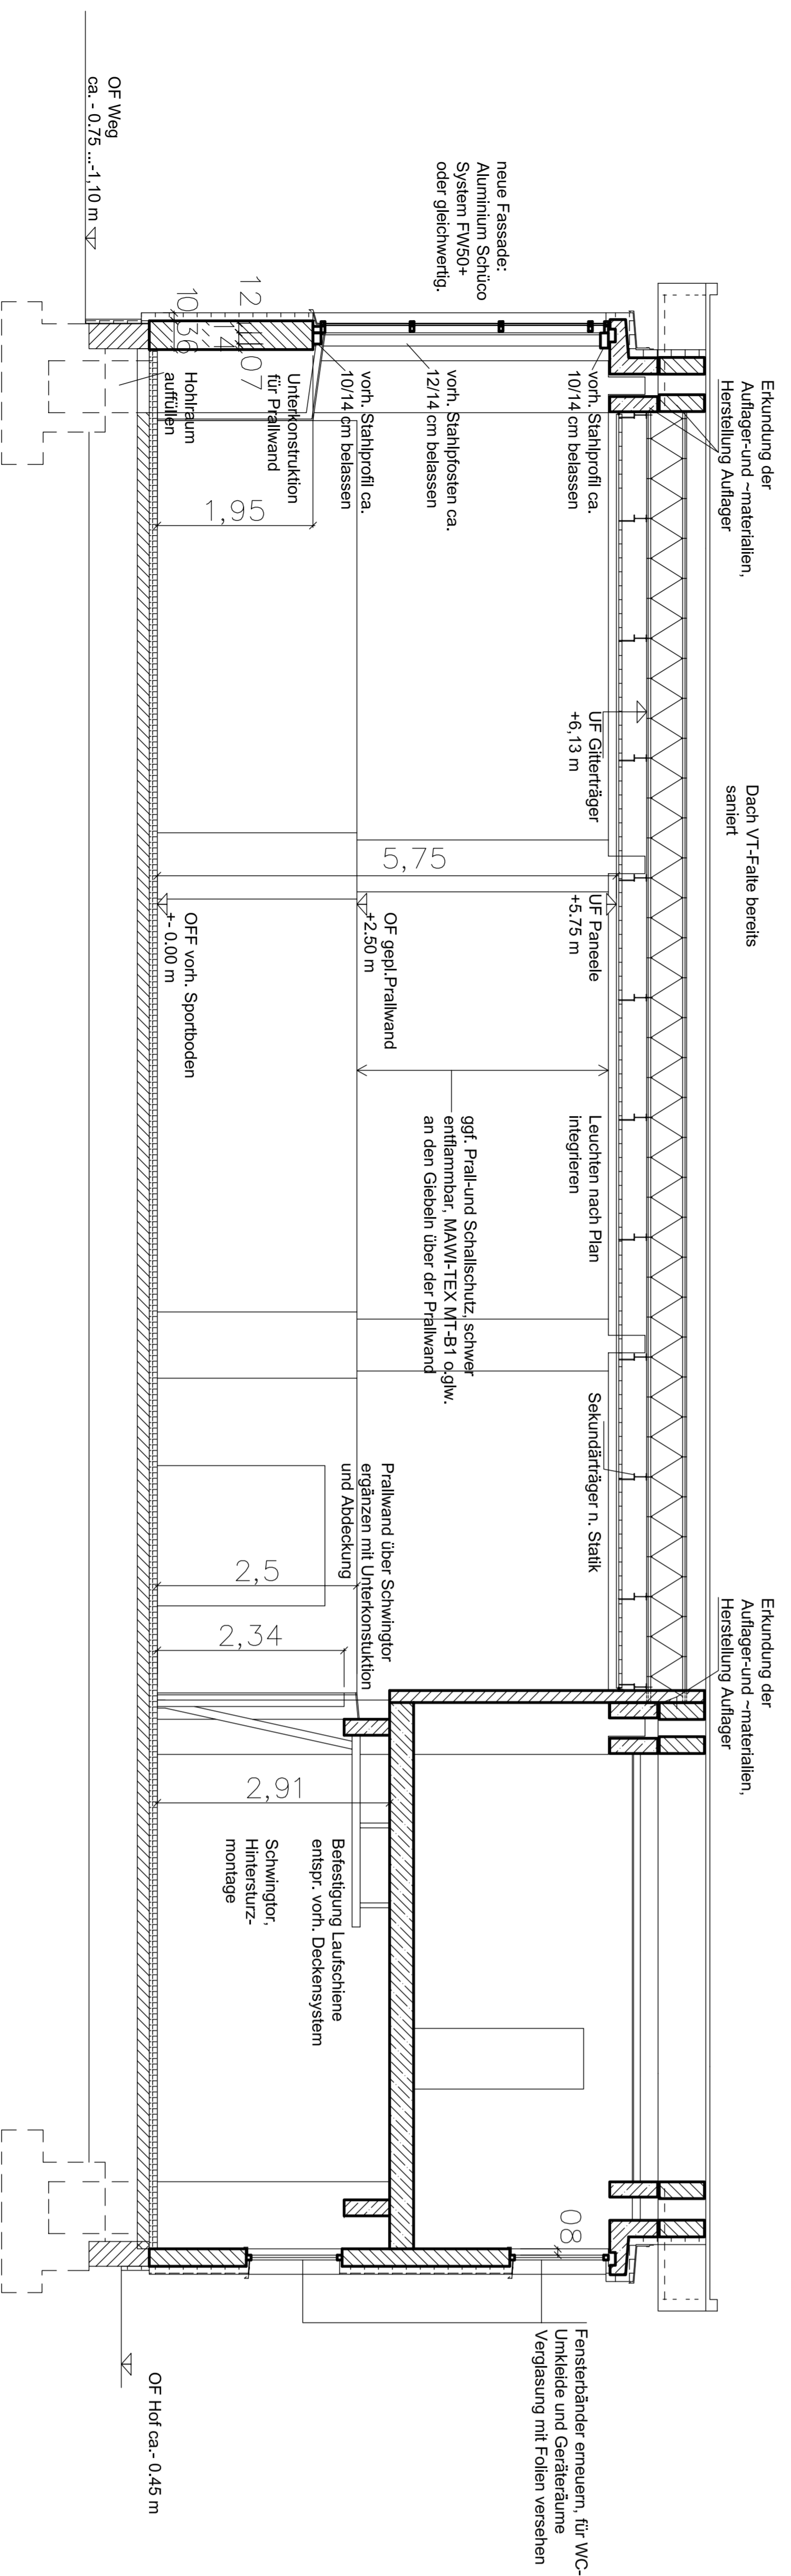 Erkundung der
Auflager-und ~materialien,
Herstellung Auflager
Dach VT-Falte bereits
saniert
Erkundung der
Auflager-und ~materialien,
Herstellung Auflager
neue Fassade:
Aluminium Schüco
System FW50+
oder gleichwertig.
vorh. Stahlprofil ca.
10/14 cm belassen
vorh. Stahlpfosten ca.
12/14 cm belassen
vorh. Stahlprofil ca.
10/14 cm belassen
Unterkonstruktion
für Prallwand
Hohlraum
auffüllen
1,95
UF Gitterträger
+6,13 m
5,75
UF Paneele
+5.75 m
OF gepl.Prallwand
+2.50 m
OFF vorh. Sportboden
+- 0.00 m
Leuchten nach Plan
integrieren
ggf. Prall-und Schallschutz, schwer
entflammbar, MAWI-TEX MT-B1 o.glw.
an den Giebeln über der Prallwand
Sekundärträger n. Statik
Prallwand über Schwingtor
ergänzen mit Unterkonstuktion
und Abdeckung
2,5
2,34
2,91
Befestigung Laufschiene
entspr. vorh. Deckensystem
Schwingtor,
Hintersturz-
montage
08
Fensterbänder erneuern, für WC-
Umkleide und Geräteräume
Verglasung mit Folien versehen
OF Weg
ca. - 0.75 ...-1,10 m
12
07
14
10
36
OF Hof ca.- 0.45 m